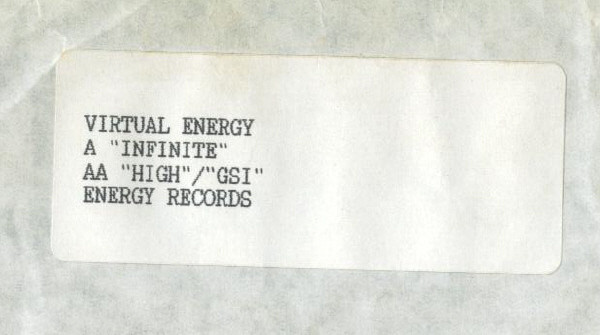 VIRTUAL ENERGY
A "INFINITE"
AA "HIGH"/"GSI"
ENERGY RECORDS